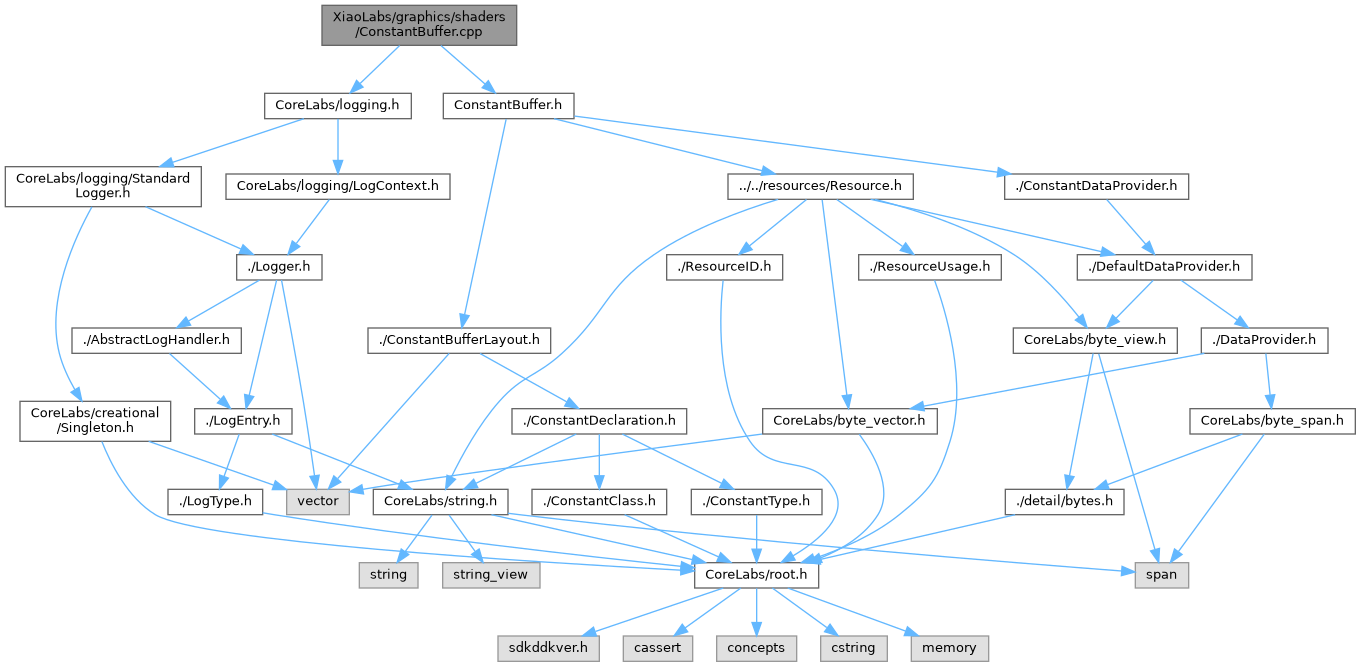 XiaoLabs/graphics/shaders
/ConstantBuffer.cpp
CoreLabs/logging.h
ConstantBuffer.h
CoreLabs/logging/Standard
Logger.h
CoreLabs/logging/LogContext.h
../../resources/Resource.h
./ConstantDataProvider.h
./Logger.h
./ResourceID.h
./ResourceUsage.h
./DefaultDataProvider.h
./AbstractLogHandler.h
./ConstantBufferLayout.h
CoreLabs/byte_view.h
./DataProvider.h
CoreLabs/creational
/Singleton.h
./LogEntry.h
./ConstantDeclaration.h
CoreLabs/byte_vector.h
CoreLabs/byte_span.h
./LogType.h
vector
CoreLabs/string.h
./ConstantClass.h
./ConstantType.h
./detail/bytes.h
string
string_view
CoreLabs/root.h
span
sdkddkver.h
cassert
concepts
cstring
memory